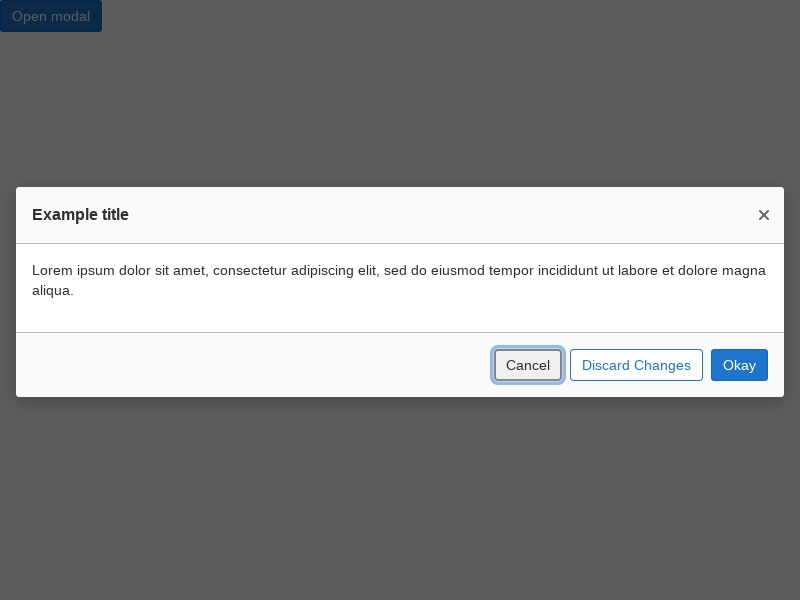 Open modal
Example title
Lorem ipsum dolor sit amet, consectetur adipiscing elit, sed do eiusmod tempor incididunt ut labore et dolore magna
aliqua.
Cancel Discard Changes Okay